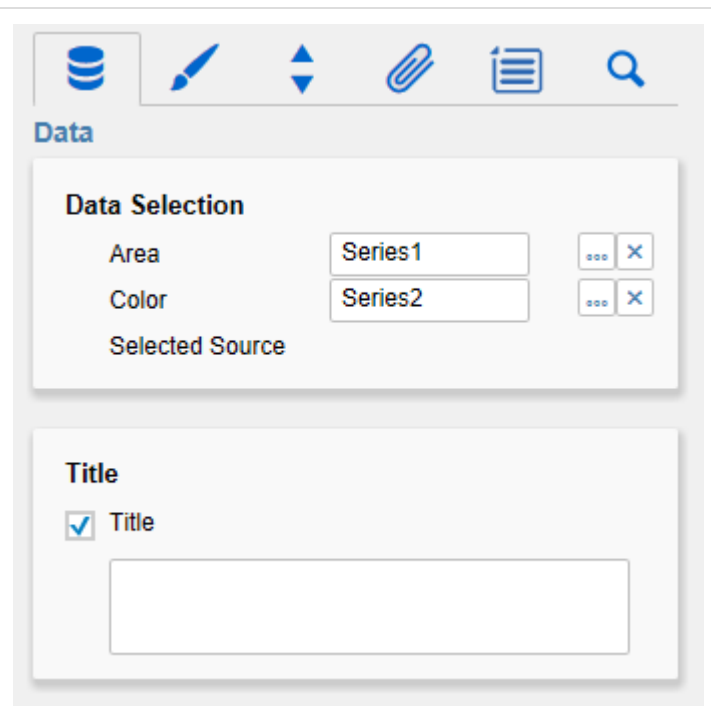 Data
Data Selection
Area Series1 ... ×
Color Series2 ... ×
Selected Source
Title
Title